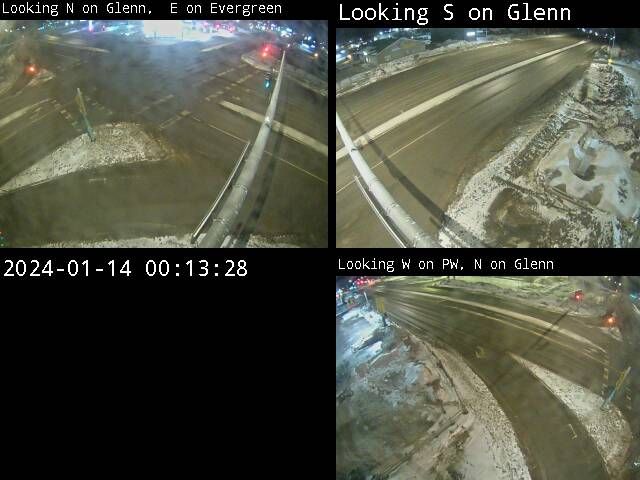 Looking N on Glenn,  E on Evergreen
Looking S on Glenn
2024-01-14 00:13:28
Looking W on PW, N on Glenn